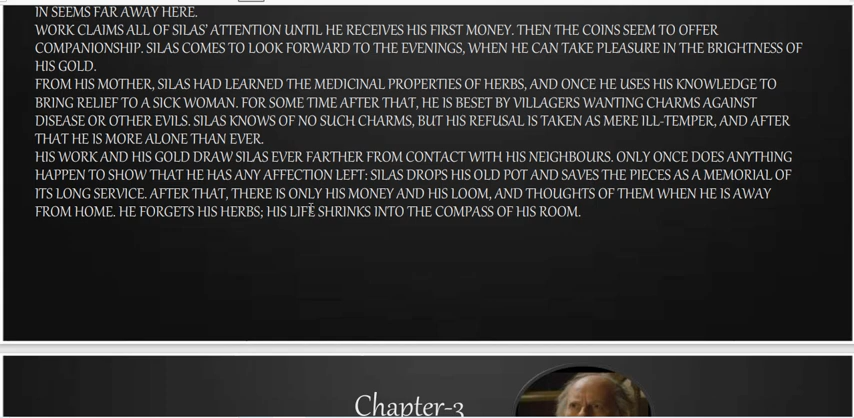 IN SEEMS FAR AWAY HERE.
WORK CLAIMS ALL OF SILAS' ATTENTION UNTIL HE RECEIVES HIS FIRST MONEY. THEN THE COINS SEEM TO OFFER
COMPANIONSHIP. SILAS COMES TO LOOK FORWARD TO THE EVENINGS, WHEN HE CAN TAKE PLEASURE IN THE BRIGHTNESS OF
HIS GOLD.
FROM HIS MOTHER, SILAS HAD LEARNED THE MEDICINAL PROPERTIES OF HERBS, AND ONCE HE USES HIS KNOWLEDGE TO
BRING RELIEF TO A SICK WOMAN. FOR SOME TIME AFTER THAT, HE IS BESET BY VILLAGERS WANTING CHARMS AGAINST
DISEASE OR OTHER EVILS. SILAS KNOWS OF NO SUCH CHARMS, BUT HIS REFUSAL IS TAKEN AS MERE ILL-TEMPER, AND AFTER
THAT HE IS MORE ALONE THAN EVER.
HIS WORK AND HIS GOLD DRAW SILAS EVER FARTHER FROM CONTACT WITH HIS NEIGHBOURS. ONLY ONCE DOES ANYTHING
HAPPEN TO SHOW THAT HE HAS ANY AFFECTION LEFT: SILAS DROPS HIS OLD POT AND SAVES THE PIECES AS A MEMORIAL OF
ITS LONG SERVICE. AFTER THAT, THERE IS ONLY HIS MONEY AND HIS LOOM, AND THOUGHTS OF THEM WHEN HE IS AWAY
FROM HOME. HE FORGETS HIS HERBS; HIS LIFE SHRINKS INTO THE COMPASS OF HIS ROOM.
Chapter-3